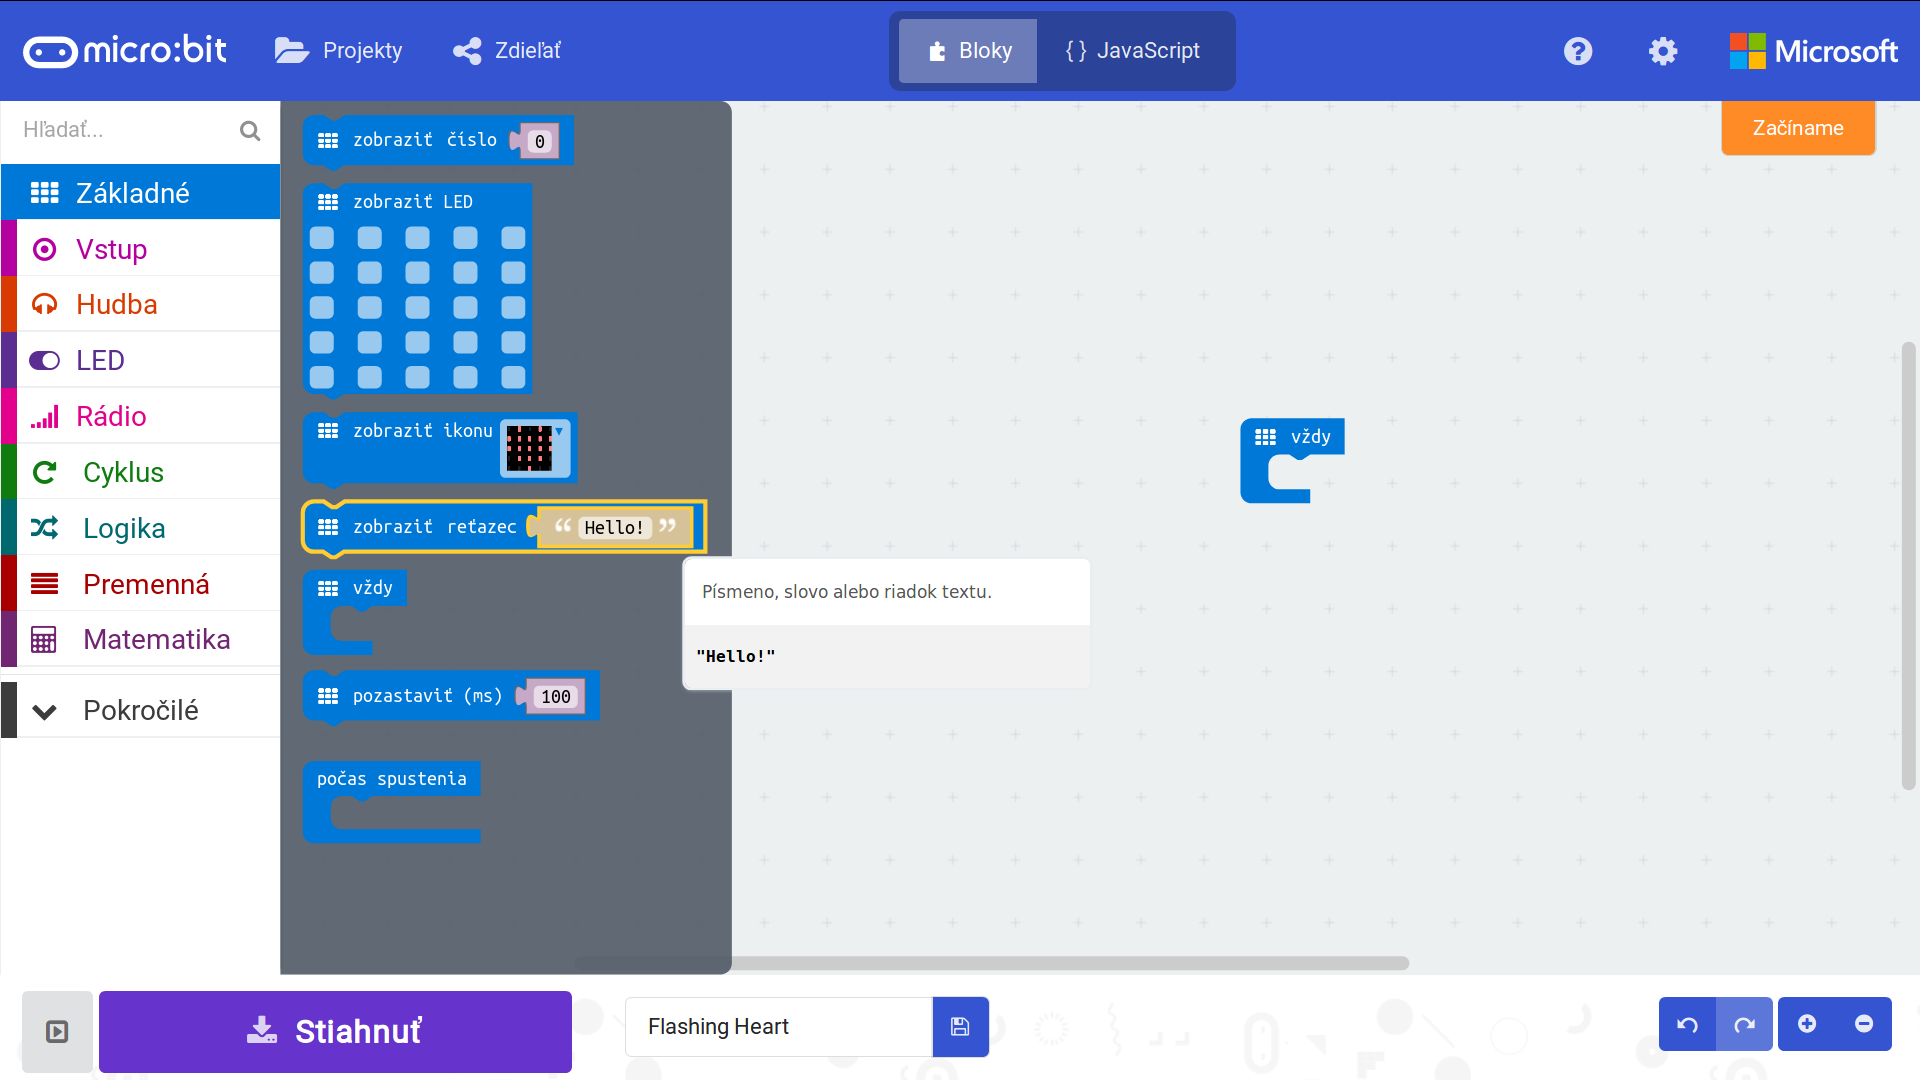 micro:bit
Projekty
Zdieľať
Bloky
{ } JavaScript
?
Microsoft
Hľadať...
Začíname
Základné
Vstup
Hudba
LED
Rádio
Cyklus
Logika
Premenná
Matematika
Pokročilé
zobraziť číslo 0
zobraziť LED
zobraziť ikonu
zobraziť reťazec “ Hello! ”
vždy
pozastaviť (ms) 100
počas spustenia
Písmeno, slovo alebo riadok textu.
"Hello!"
vždy
Stiahnuť
Flashing Heart